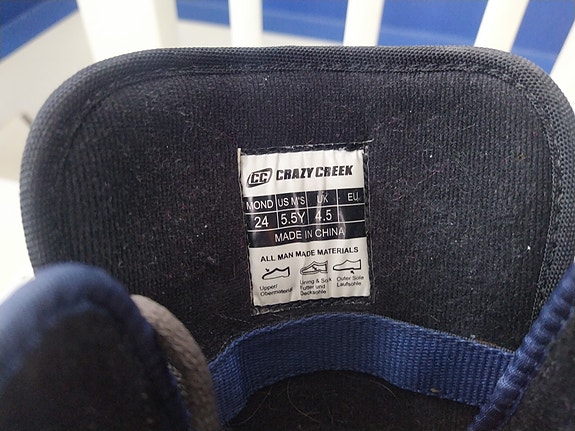 CC CRAZY CREEK
MOND US M'S UK EU
24 5.5Y 4.5
MADE IN CHINA
ALL MAN MADE MATERIALS
Upper/ Lining & Sock Outer Sole
Obermaterial Futter und Laufsohle
Decksohle